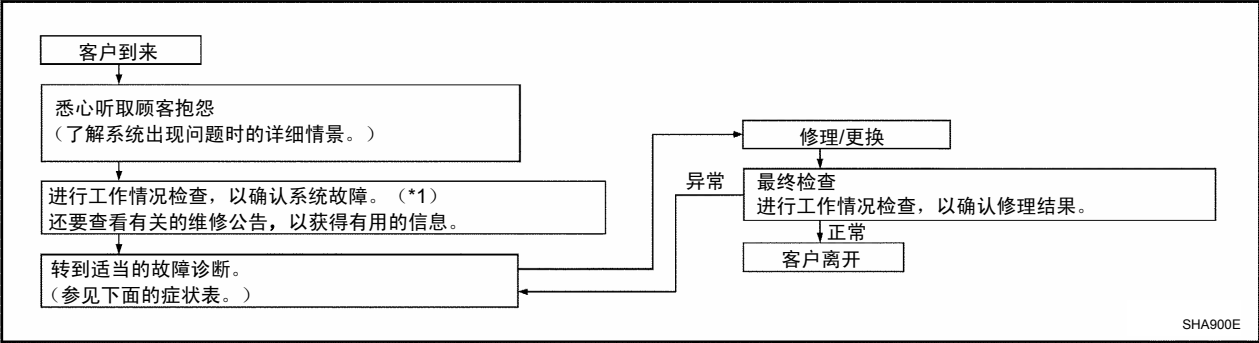 客户到来
悉心听取顾客抱怨
（了解系统出现问题时的详细情景。）
进行工作情况检查，以确认系统故障。（*1）
还要查看有关的维修公告，以获得有用的信息。
转到适当的故障诊断。
（参见下面的症状表。）
修理/更换
异常
最终检查
进行工作情况检查，以确认修理结果。
正常
客户离开
SHA900E